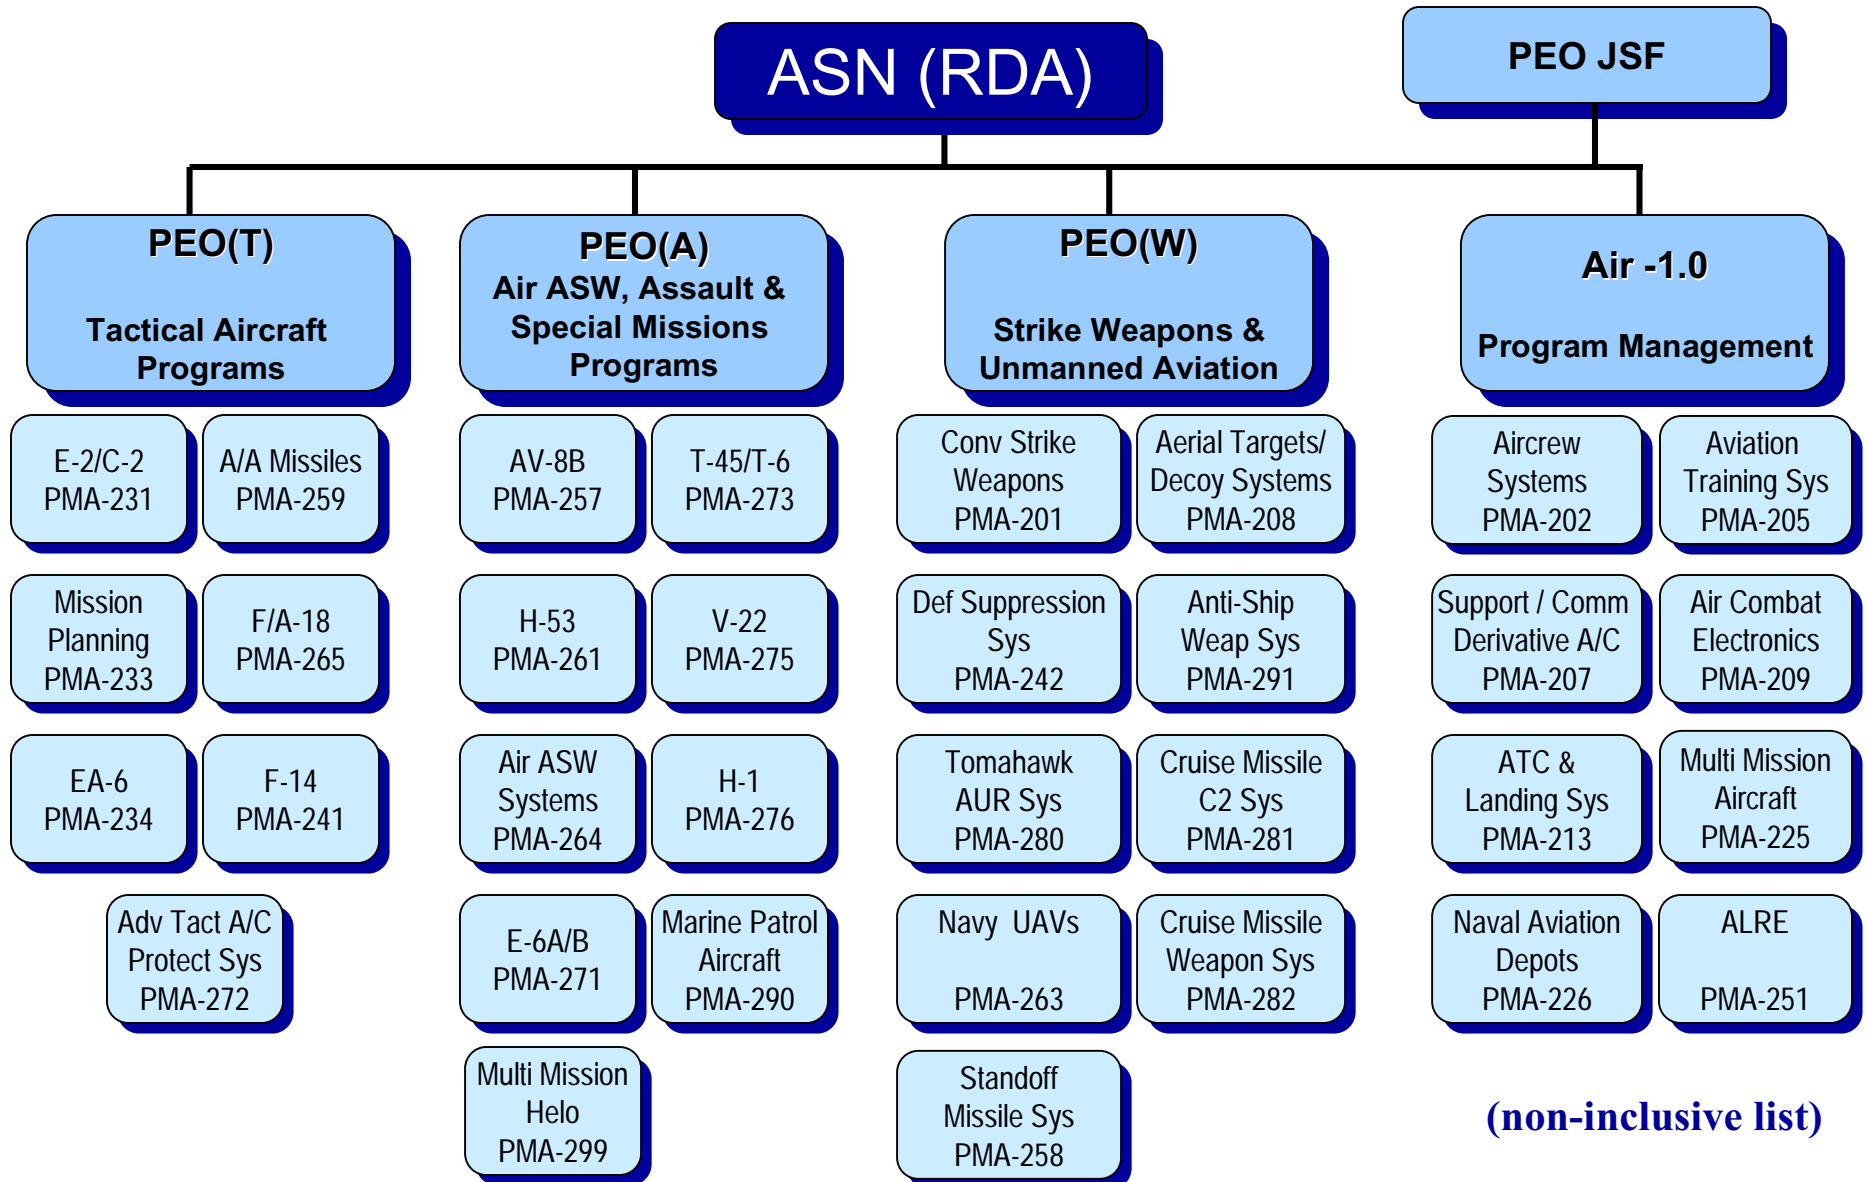 ASN (RDA)
PEO JSF
PEO(T)
Tactical Aircraft
Programs
PEO(A)
Air ASW, Assault &
Special Missions
Programs
PEO(W)
Strike Weapons &
Unmanned Aviation
Air -1.0
Program Management
E-2/C-2
PMA-231
A/A Missiles
PMA-259
Mission
Planning
PMA-233
F/A-18
PMA-265
EA-6
PMA-234
F-14
PMA-241
Adv Tact A/C
Protect Sys
PMA-272
AV-8B
PMA-257
T-45/T-6
PMA-273
H-53
PMA-261
V-22
PMA-275
Air ASW
Systems
PMA-264
H-1
PMA-276
E-6A/B
PMA-271
Marine Patrol
Aircraft
PMA-290
Multi Mission
Helo
PMA-299
Conv Strike
Weapons
PMA-201
Aerial Targets/
Decoy Systems
PMA-208
Def Suppression
Sys
PMA-242
Anti-Ship
Weap Sys
PMA-291
Tomahawk
AUR Sys
PMA-280
Cruise Missile
C2 Sys
PMA-281
Navy UAVs
PMA-263
Cruise Missile
Weapon Sys
PMA-282
Standoff
Missile Sys
PMA-258
Aircrew
Systems
PMA-202
Aviation
Training Sys
PMA-205
Support / Comm
Derivative A/C
PMA-207
Air Combat
Electronics
PMA-209
ATC &
Landing Sys
PMA-213
Multi Mission
Aircraft
PMA-225
Naval Aviation
Depots
PMA-226
ALRE
PMA-251
(non-inclusive list)